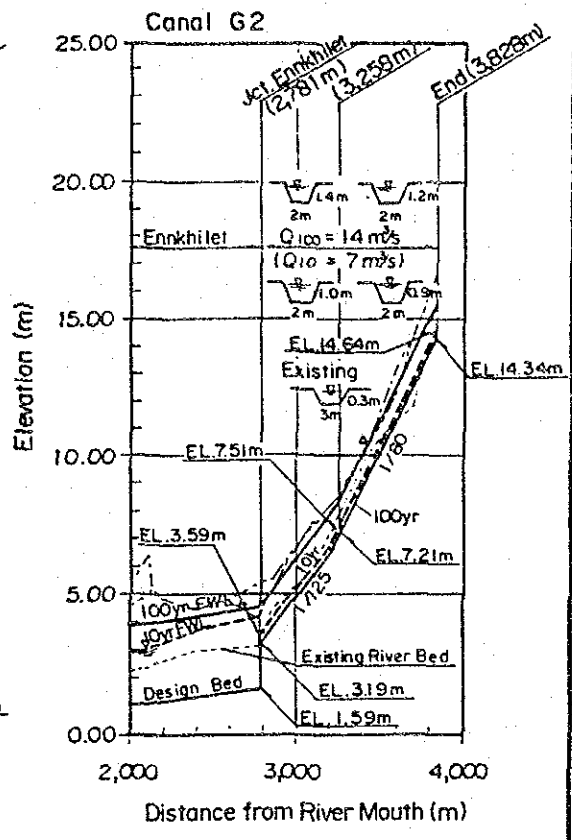 Canal G2
Jct. Ennkhilet
(2,781m)
(3,258m)
End (3,828m)
25.00
20.00
15.00
10.00
5.00
0.00
Elevation (m)
1.4m
2m
1.2m
2m
Ennkhilet
Q100 = 14 m³/s
(Q10 = 7 m³/s)
1.0m
2m
0.9m
2m
EL.14.64m
EL.14.34m
Existing
0.3m
3m
EL.7.51m
1/80
100yr
EL.3.59m
EL.7.21m
10yr
1/125
100yr EWL
10yr EWL
Existing River Bed
EL.3.19m
Design Bed
EL.1.59m
2,000
3,000
4,000
Distance from River Mouth (m)